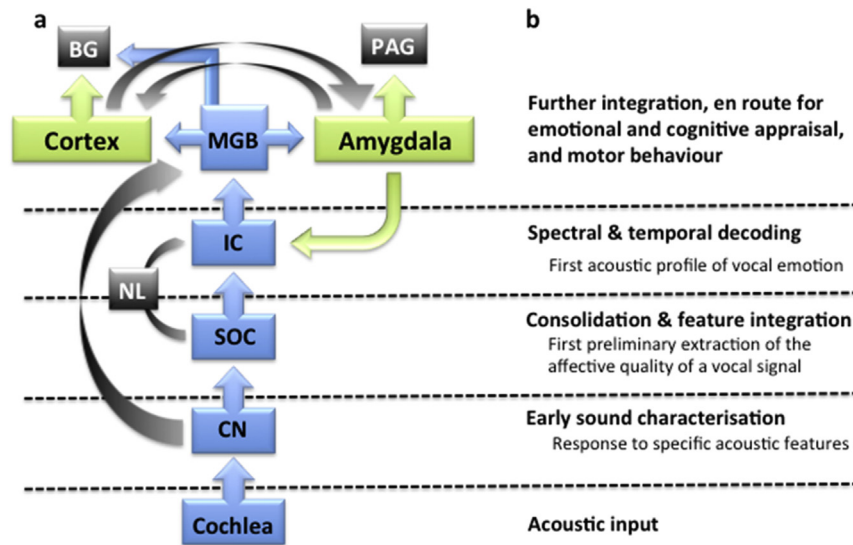 a
b
BG
PAG
Cortex
MGB
Amygdala
Further integration, en route for
emotional and cognitive appraisal,
and motor behaviour
IC
Spectral & temporal decoding
First acoustic profile of vocal emotion
NL
SOC
Consolidation & feature integration
First preliminary extraction of the
affective quality of a vocal signal
CN
Early sound characterisation
Response to specific acoustic features
Cochlea
Acoustic input